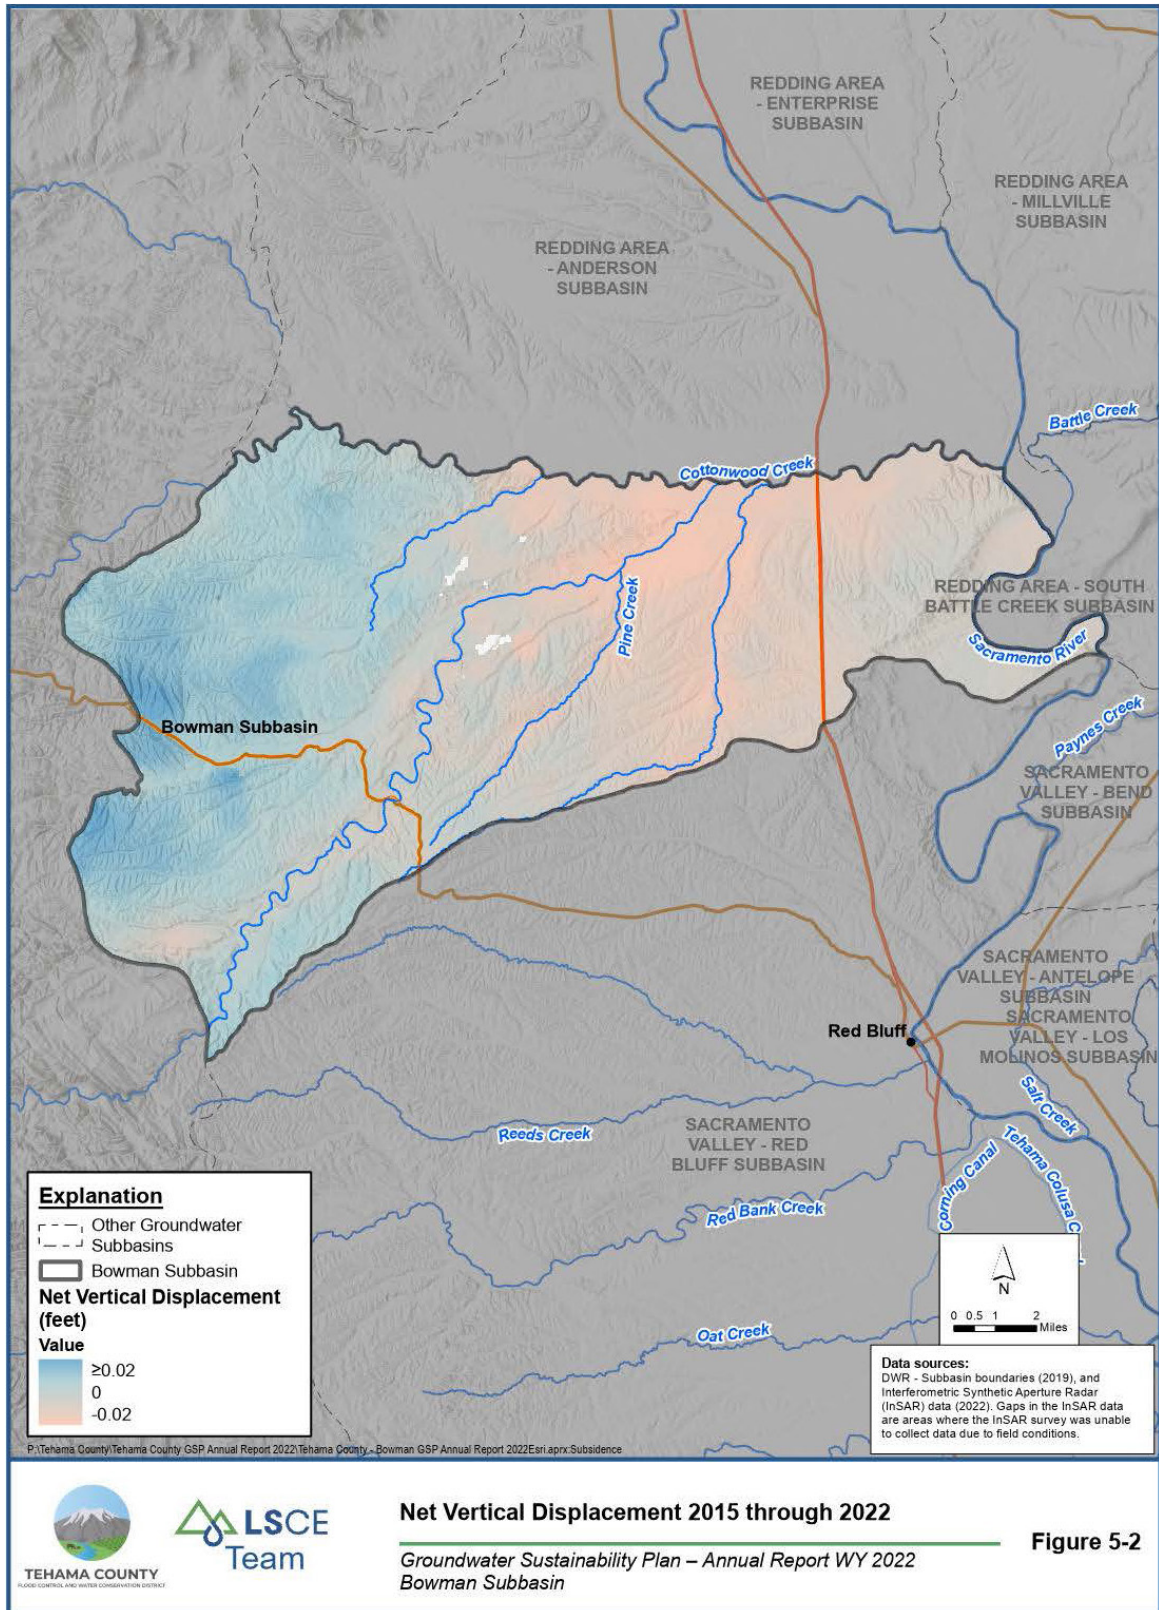 REDDING AREA
- ENTERPRISE
SUBBASIN
REDDING AREA
- MILLVILLE
SUBBASIN
REDDING AREA
- ANDERSON
SUBBASIN
Battle Creek
Cottonwood Creek
Pine Creek
REDDING AREA - SOUTH
BATTLE CREEK SUBBASIN
Sacramento River
Bowman Subbasin
Paynes Creek
SACRAMENTO
VALLEY - BEND
SUBBASIN
SACRAMENTO
VALLEY - ANTELOPE
SUBBASIN
SACRAMENTO
VALLEY - LOS
MOLINOS SUBBASIN
Red Bluff
Salt Creek
Reeds Creek
SACRAMENTO
VALLEY - RED
BLUFF SUBBASIN
Corning Canal
Tehama Colusa C
Red Bank Creek
Oat Creek
Explanation
Other Groundwater
Subbasins
Bowman Subbasin
Net Vertical Displacement
(feet)
Value
≥0.02
0
-0.02
N
0 0.5 1 2
Miles
Data sources:
DWR - Subbasin boundaries (2019), and
Interferometric Synthetic Aperture Radar
(InSAR) data (2022). Gaps in the InSAR data
are areas where the InSAR survey was unable
to collect data due to field conditions.
P:\Tehama County\Tehama County GSP Annual Report 2022\Tehama County - Bowman GSP Annual Report 2022Esri.aprx:Subsidence
TEHAMA COUNTY
FLOOD CONTROL AND WATER CONSERVATION DISTRICT
LSCE
Team
Net Vertical Displacement 2015 through 2022
Groundwater Sustainability Plan – Annual Report WY 2022
Bowman Subbasin
Figure 5-2